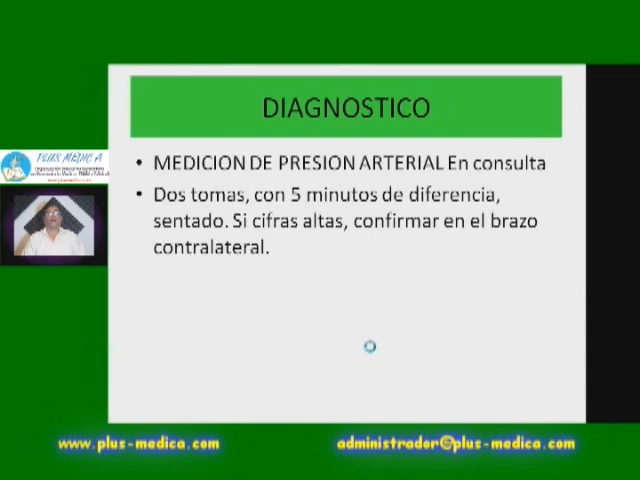 DIAGNOSTICO
• MEDICION DE PRESION ARTERIAL En consulta
• Dos tomas, con 5 minutos de diferencia,
sentado. Si cifras altas, confirmar en el brazo
contralateral.
PLUS MEDICA
www.plus-medica.com
administrador@plus-medica.com